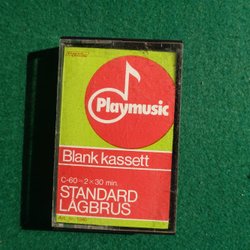 Playmusic
Blank kassett
C-60 - 2 × 30 min.
STANDARD
LÅGBRUS